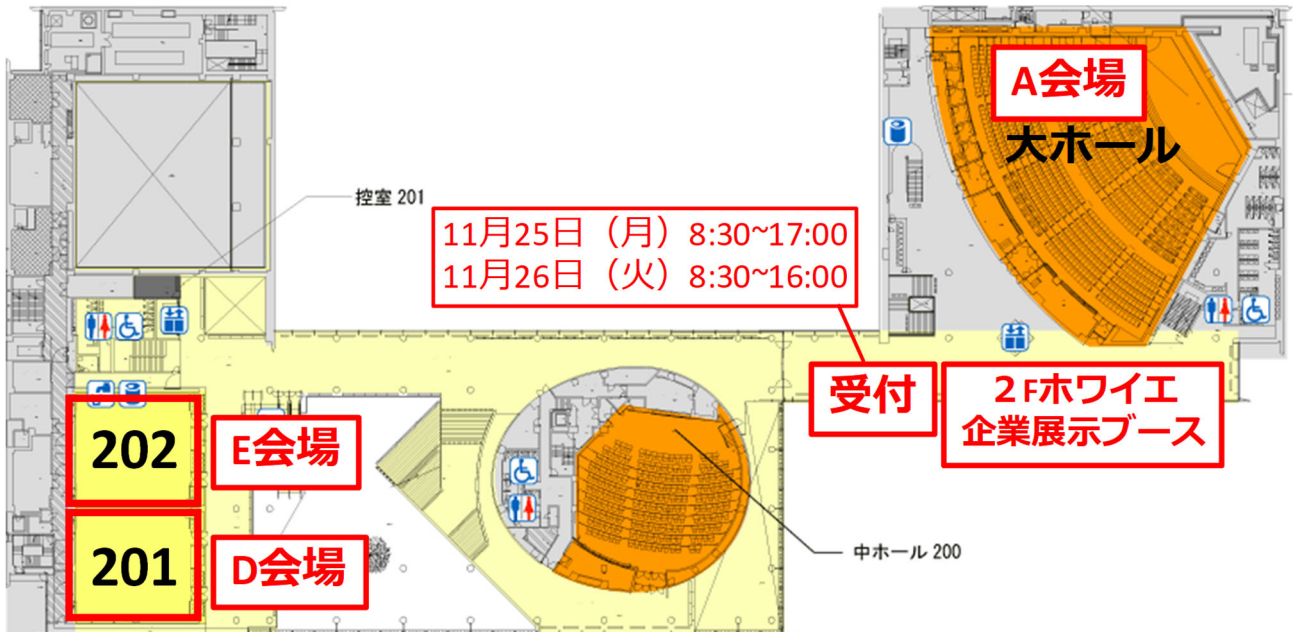 A会場
大ホール
控室 201
11月25日（月）8:30~17:00
11月26日（火）8:30~16:00
受付
２Fホワイエ
企業展示ブース
202
E会場
201
D会場
中ホール 200